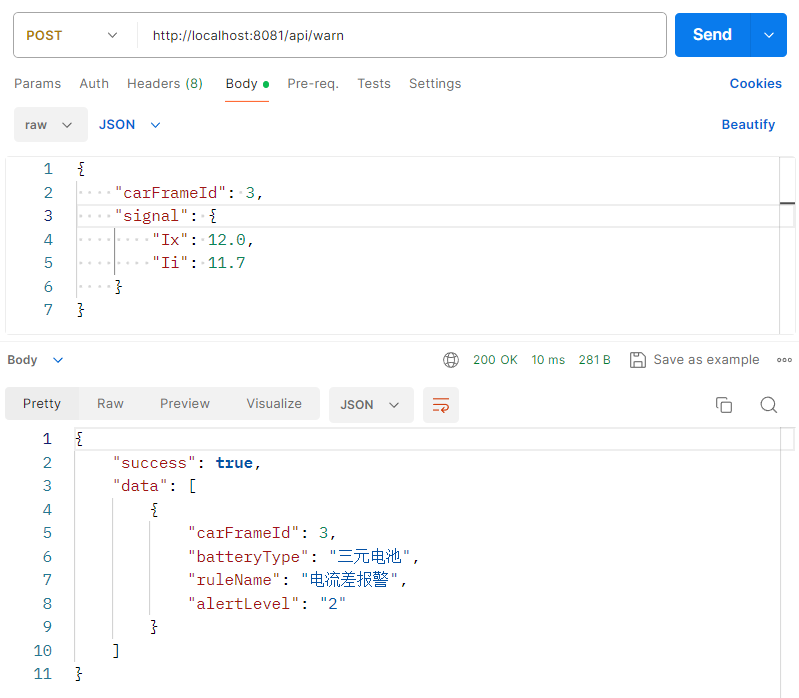 POST http://localhost:8081/api/warn Send
Params Auth Headers (8) Body Pre-req. Tests Settings Cookies
raw JSON Beautify
1 {
2 "carFrameId": 3,
3 "signal": {
4 "Ix": 12.0,
5 "Ii": 11.7
6 }
7 }
Body 200 OK 10 ms 281 B Save as example
Pretty Raw Preview Visualize JSON
1 {
2 "success": true,
3 "data": [
4 {
5 "carFrameId": 3,
6 "batteryType": "三元电池",
7 "ruleName": "电流差报警",
8 "alertLevel": "2"
9 }
10 ]
11 }